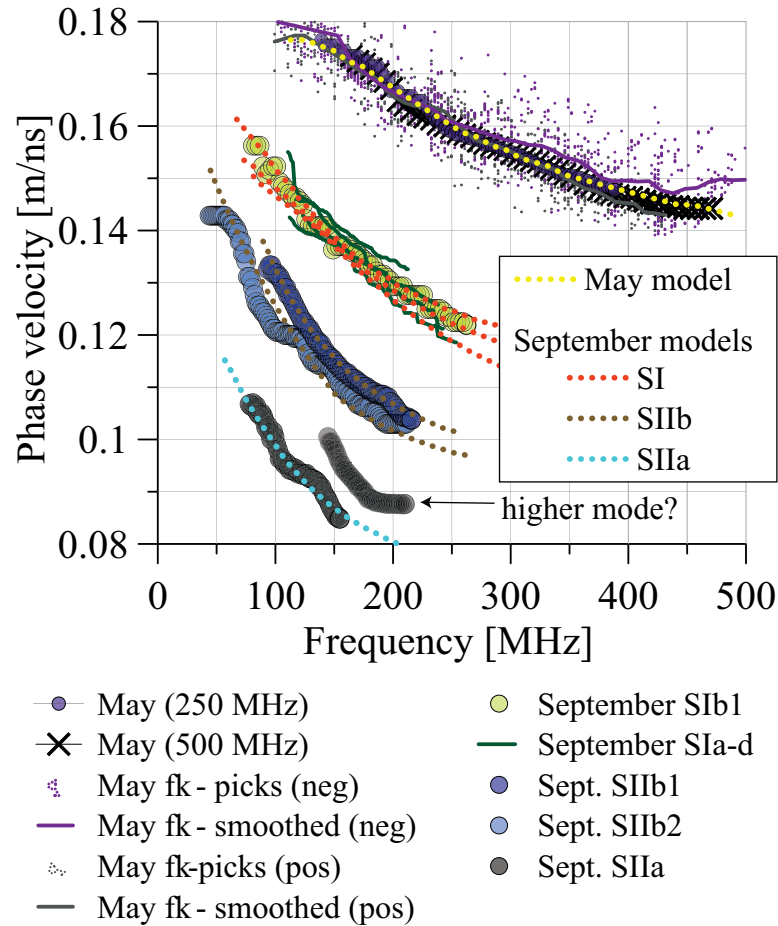 0.18
0.16
0.14
0.12
0.1
0.08
Phase velocity [m/ns]
May model
September models
SI
SIIb
SIIa
higher mode?
0
100
200
300
400
500
Frequency [MHz]
May (250 MHz)
May (500 MHz)
May fk - picks (neg)
May fk - smoothed (neg)
May fk-picks (pos)
May fk - smoothed (pos)
September SIb1
September SIa-d
Sept. SIIb1
Sept. SIIb2
Sept. SIIa